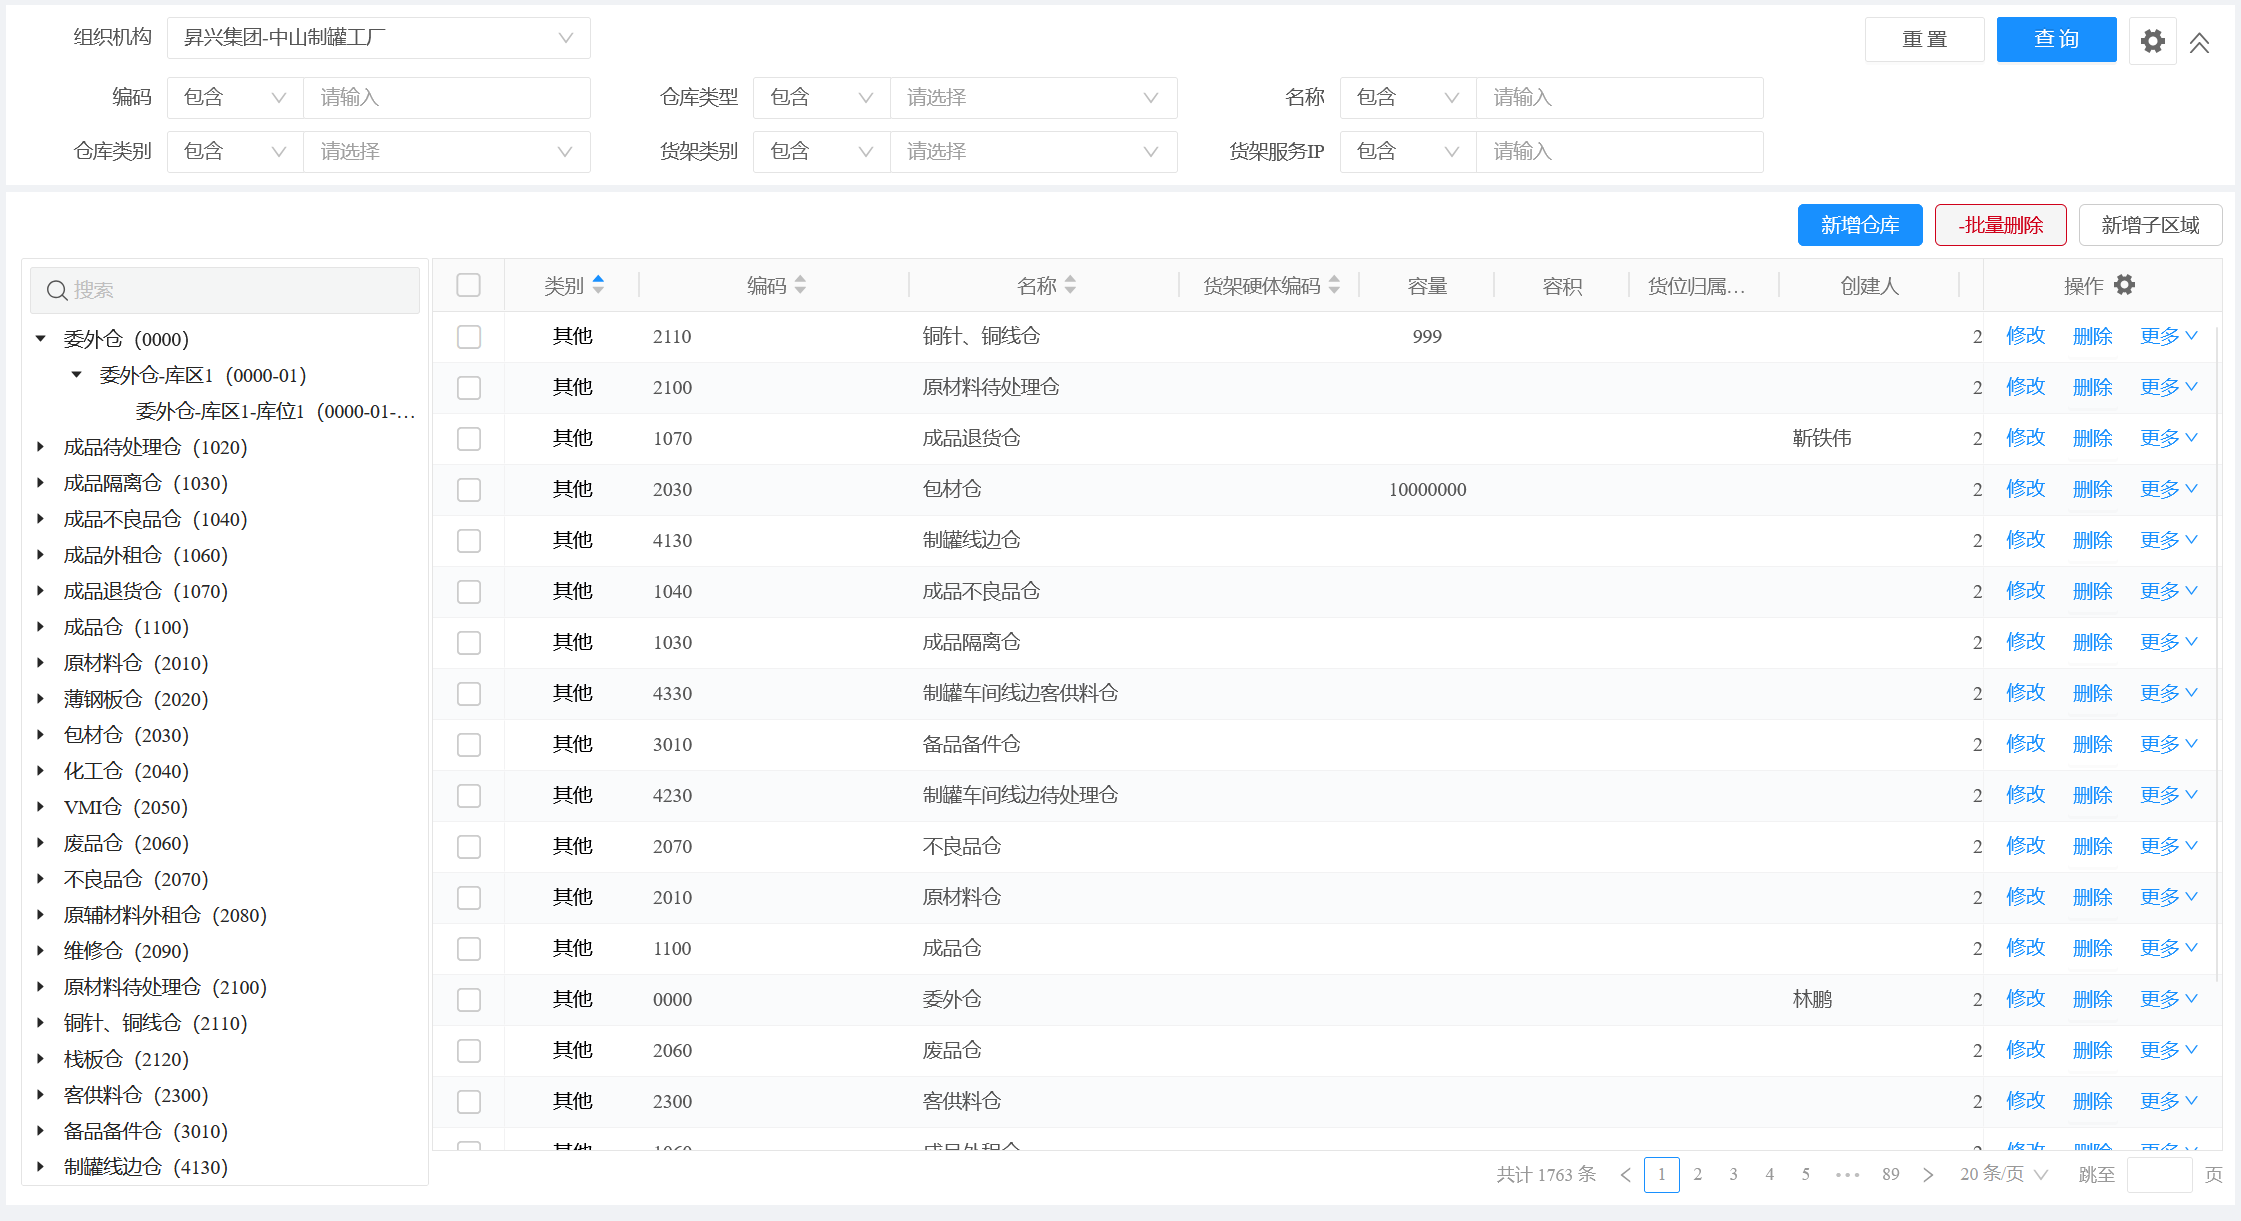 组织机构 昇兴集团-中山制罐工厂 重 置 查 询
编码 包含 请输入 仓库类型 包含 请选择 名称 包含 请输入
仓库类别 包含 请选择 货架类别 包含 请选择 货架服务IP 包含 请输入
新增仓库 -批量删除 新增子区域
搜索
委外仓（0000）
委外仓-库区1（0000-01）
委外仓-库区1-库位1（0000-01-...
成品待处理仓（1020）
成品隔离仓（1030）
成品不良品仓（1040）
成品外租仓（1060）
成品退货仓（1070）
成品仓（1100）
原材料仓（2010）
薄钢板仓（2020）
包材仓（2030）
化工仓（2040）
VMI仓（2050）
废品仓（2060）
不良品仓（2070）
原辅材料外租仓（2080）
维修仓（2090）
原材料待处理仓（2100）
铜针、铜线仓（2110）
栈板仓（2120）
客供料仓（2300）
备品备件仓（3010）
制罐线边仓（4130）
类别 编码 名称 货架硬体编码 容量 容积 货位归属... 创建人 操作
其他 2110 铜针、铜线仓 999 2 修改 删除 更多
其他 2100 原材料待处理仓 2 修改 删除 更多
其他 1070 成品退货仓 靳铁伟 2 修改 删除 更多
其他 2030 包材仓 10000000 2 修改 删除 更多
其他 4130 制罐线边仓 2 修改 删除 更多
其他 1040 成品不良品仓 2 修改 删除 更多
其他 1030 成品隔离仓 2 修改 删除 更多
其他 4330 制罐车间线边客供料仓 2 修改 删除 更多
其他 3010 备品备件仓 2 修改 删除 更多
其他 4230 制罐车间线边待处理仓 2 修改 删除 更多
其他 2070 不良品仓 2 修改 删除 更多
其他 2010 原材料仓 2 修改 删除 更多
其他 1100 成品仓 2 修改 删除 更多
其他 0000 委外仓 林鹏 2 修改 删除 更多
其他 2060 废品仓 2 修改 删除 更多
其他 2300 客供料仓 2 修改 删除 更多
其他 1060 成品外租仓 2 修改 删除 更多
共计 1763 条 1 2 3 4 5 ••• 89 20 条/页 跳至 页